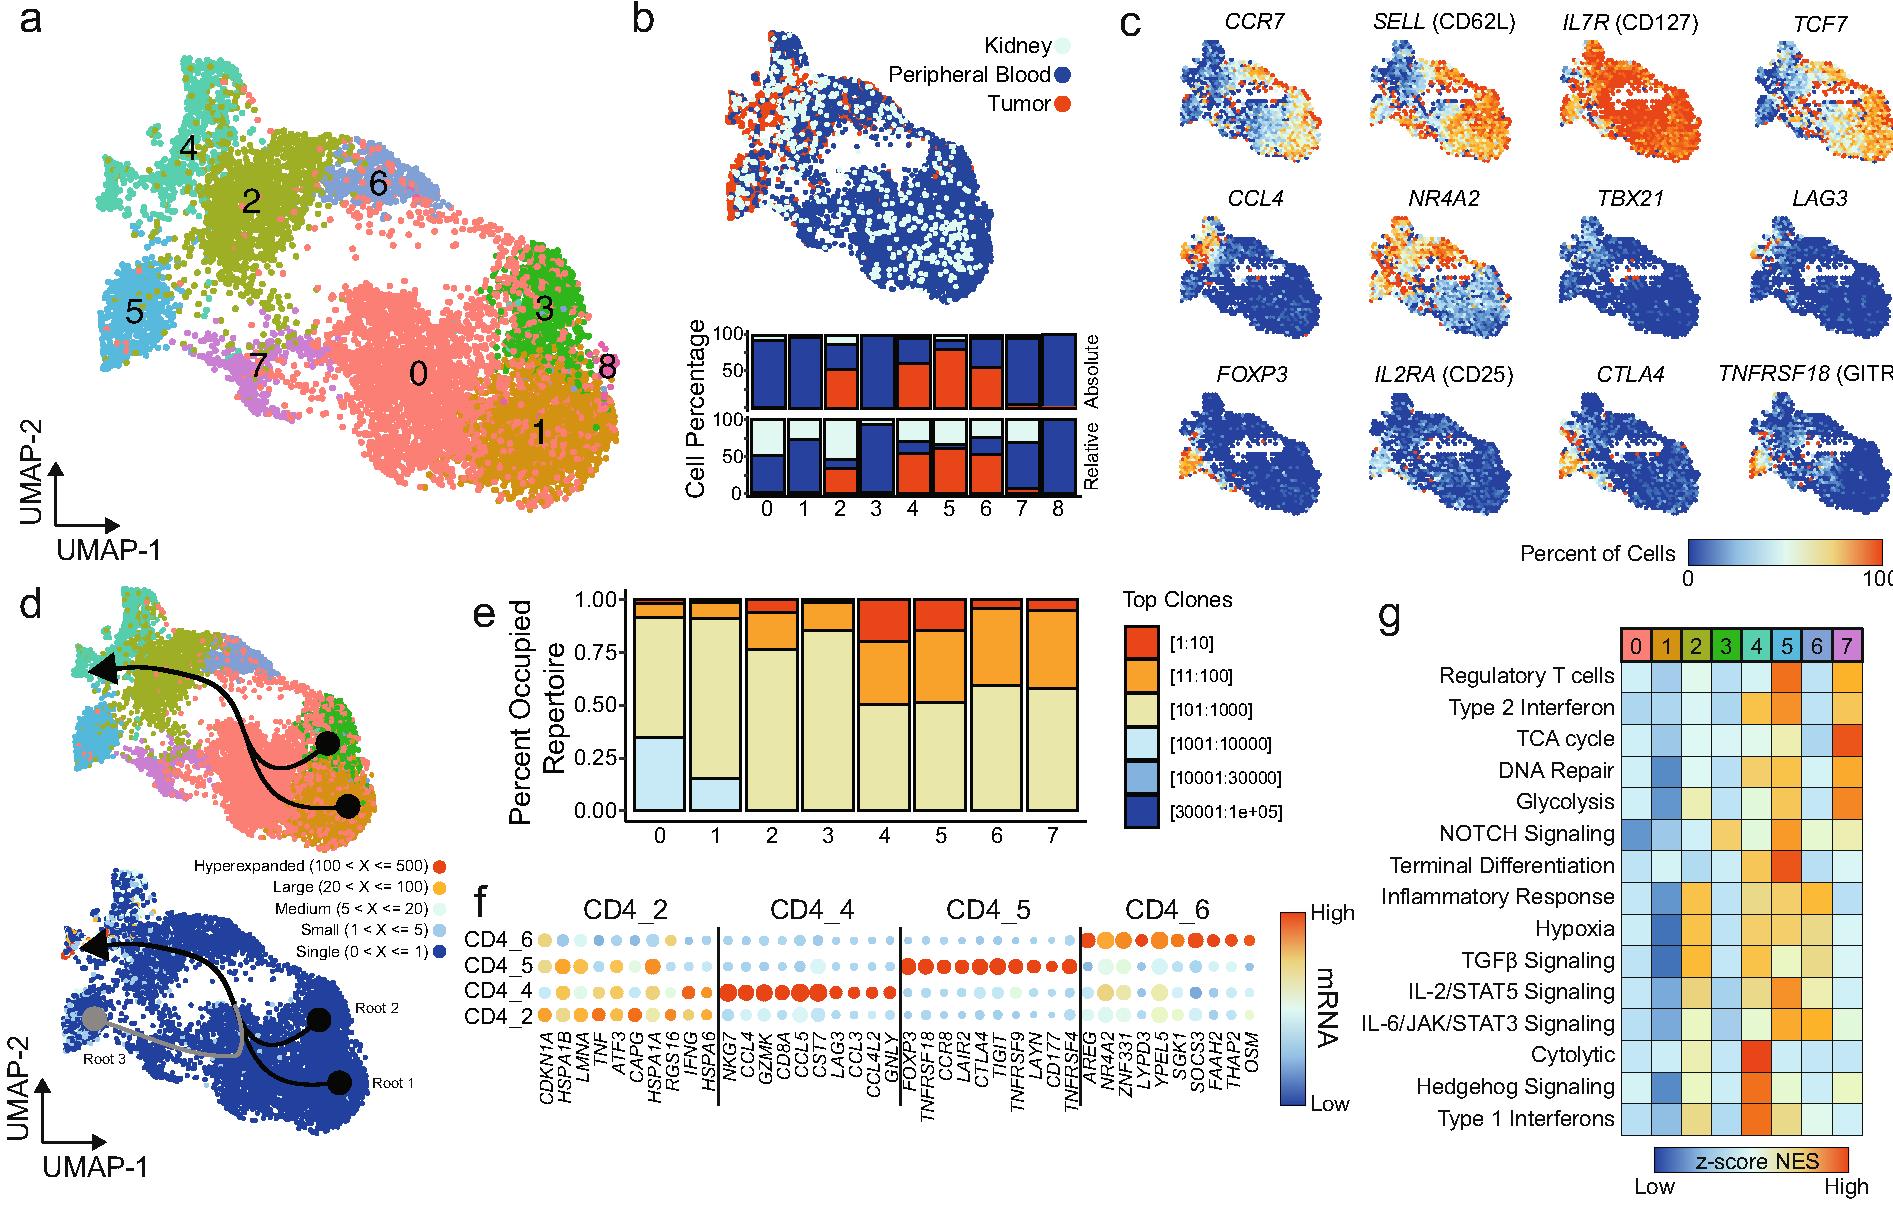 a
4
2
6
5
3
7
0
8
1
UMAP-2
UMAP-1
b
Kidney
Peripheral Blood
Tumor
Cell Percentage
100
50
Absolute
100
50
0
Relative
0 1 2 3 4 5 6 7 8
c
CCR7 SELL (CD62L) IL7R (CD127) TCF7
CCL4 NR4A2 TBX21 LAG3
FOXP3 IL2RA (CD25) CTLA4 TNFRSF18 (GITR
Percent of Cells
0 100
d
Hyperexpanded (100 < X <= 500)
Large (20 < X <= 100)
Medium (5 < X <= 20)
Small (1 < X <= 5)
Single (0 < X <= 1)
Root 2
Root 3
Root 1
UMAP-2
UMAP-1
e
Percent Occupied
Repertoire
1.00
0.75
0.50
0.25
0.00
0 1 2 3 4 5 6 7
Top Clones
[1:10]
[11:100]
[101:1000]
[1001:10000]
[10001:30000]
[30001:1e+05]
f
CD4_2 CD4_4 CD4_5 CD4_6
CD4_6
CD4_5
CD4_4
CD4_2
CDKN1A HSPA1B LMNA TNF ATF3 CAPG HSPA1A RGS16 IFNG HSPA6 NKG7 CCL4 GZMK CD8A CCL5 CST7 LAG3 CCL3 CCL4L2 GNLY FOXP3 TNFRSF18 CCR8 LAIR2 CTLA4 TIGIT TNFRSF9 LAYN CD177 TNFRSF4 AREG NR4A2 ZNF331 LYPD3 YPEL5 SGK1 SOCS3 FAAH2 THAP2 OSM
High
mRNA
Low
g
0 1 2 3 4 5 6 7
Regulatory T cells
Type 2 Interferon
TCA cycle
DNA Repair
Glycolysis
NOTCH Signaling
Terminal Differentiation
Inflammatory Response
Hypoxia
TGFβ Signaling
IL-2/STAT5 Signaling
IL-6/JAK/STAT3 Signaling
Cytolytic
Hedgehog Signaling
Type 1 Interferons
z-score NES
Low High